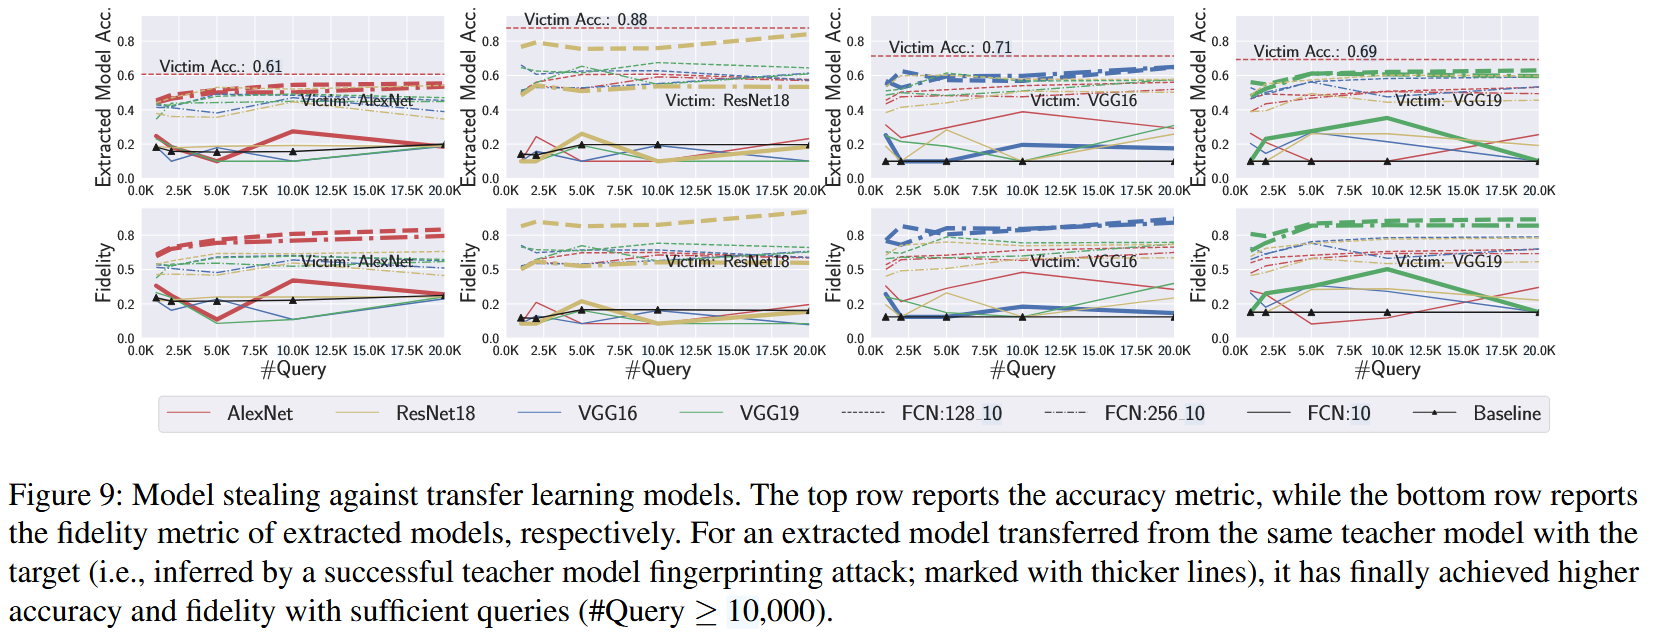 Extracted Model Acc.
0.8
0.6
0.4
0.2
0.0
Victim Acc.: 0.61
Victim: AlexNet
0.0K 2.5K 5.0K 7.5K 10.0K 12.5K 15.0K 17.5K 20.0K
Extracted Model Acc.
0.8
0.6
0.4
0.2
0.0
Victim Acc.: 0.88
Victim: ResNet18
0.0K 2.5K 5.0K 7.5K 10.0K 12.5K 15.0K 17.5K 20.0K
Extracted Model Acc.
0.8
0.6
0.4
0.2
0.0
Victim Acc.: 0.71
Victim: VGG16
0.0K 2.5K 5.0K 7.5K 10.0K 12.5K 15.0K 17.5K 20.0K
Extracted Model Acc.
0.8
0.6
0.4
0.2
0.0
Victim Acc.: 0.69
Victim: VGG19
0.0K 2.5K 5.0K 7.5K 10.0K 12.5K 15.0K 17.5K 20.0K
Fidelity
0.8
0.5
0.2
0.0
Victim: AlexNet
0.0K 2.5K 5.0K 7.5K 10.0K 12.5K 15.0K 17.5K 20.0K
#Query
Fidelity
0.8
0.5
0.2
0.0
Victim: ResNet18
0.0K 2.5K 5.0K 7.5K 10.0K 12.5K 15.0K 17.5K 20.0K
#Query
Fidelity
0.8
0.5
0.2
0.0
Victim: VGG16
0.0K 2.5K 5.0K 7.5K 10.0K 12.5K 15.0K 17.5K 20.0K
#Query
Fidelity
0.8
0.5
0.2
0.0
Victim: VGG19
0.0K 2.5K 5.0K 7.5K 10.0K 12.5K 15.0K 17.5K 20.0K
#Query
AlexNet ResNet18 VGG16 VGG19 FCN:128 10 FCN:256 10 FCN:10 Baseline
Figure 9: Model stealing against transfer learning models. The top row reports the accuracy metric, while the bottom row reports
the fidelity metric of extracted models, respectively. For an extracted model transferred from the same teacher model with the
target (i.e., inferred by a successful teacher model fingerprinting attack; marked with thicker lines), it has finally achieved higher
accuracy and fidelity with sufficient queries (#Query ≥ 10,000).